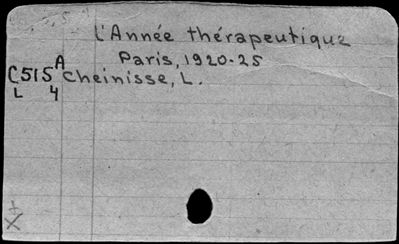 L'Année thérapeutique
Paris, 1920-25
A
C515 Cheinisse, L.
L 4